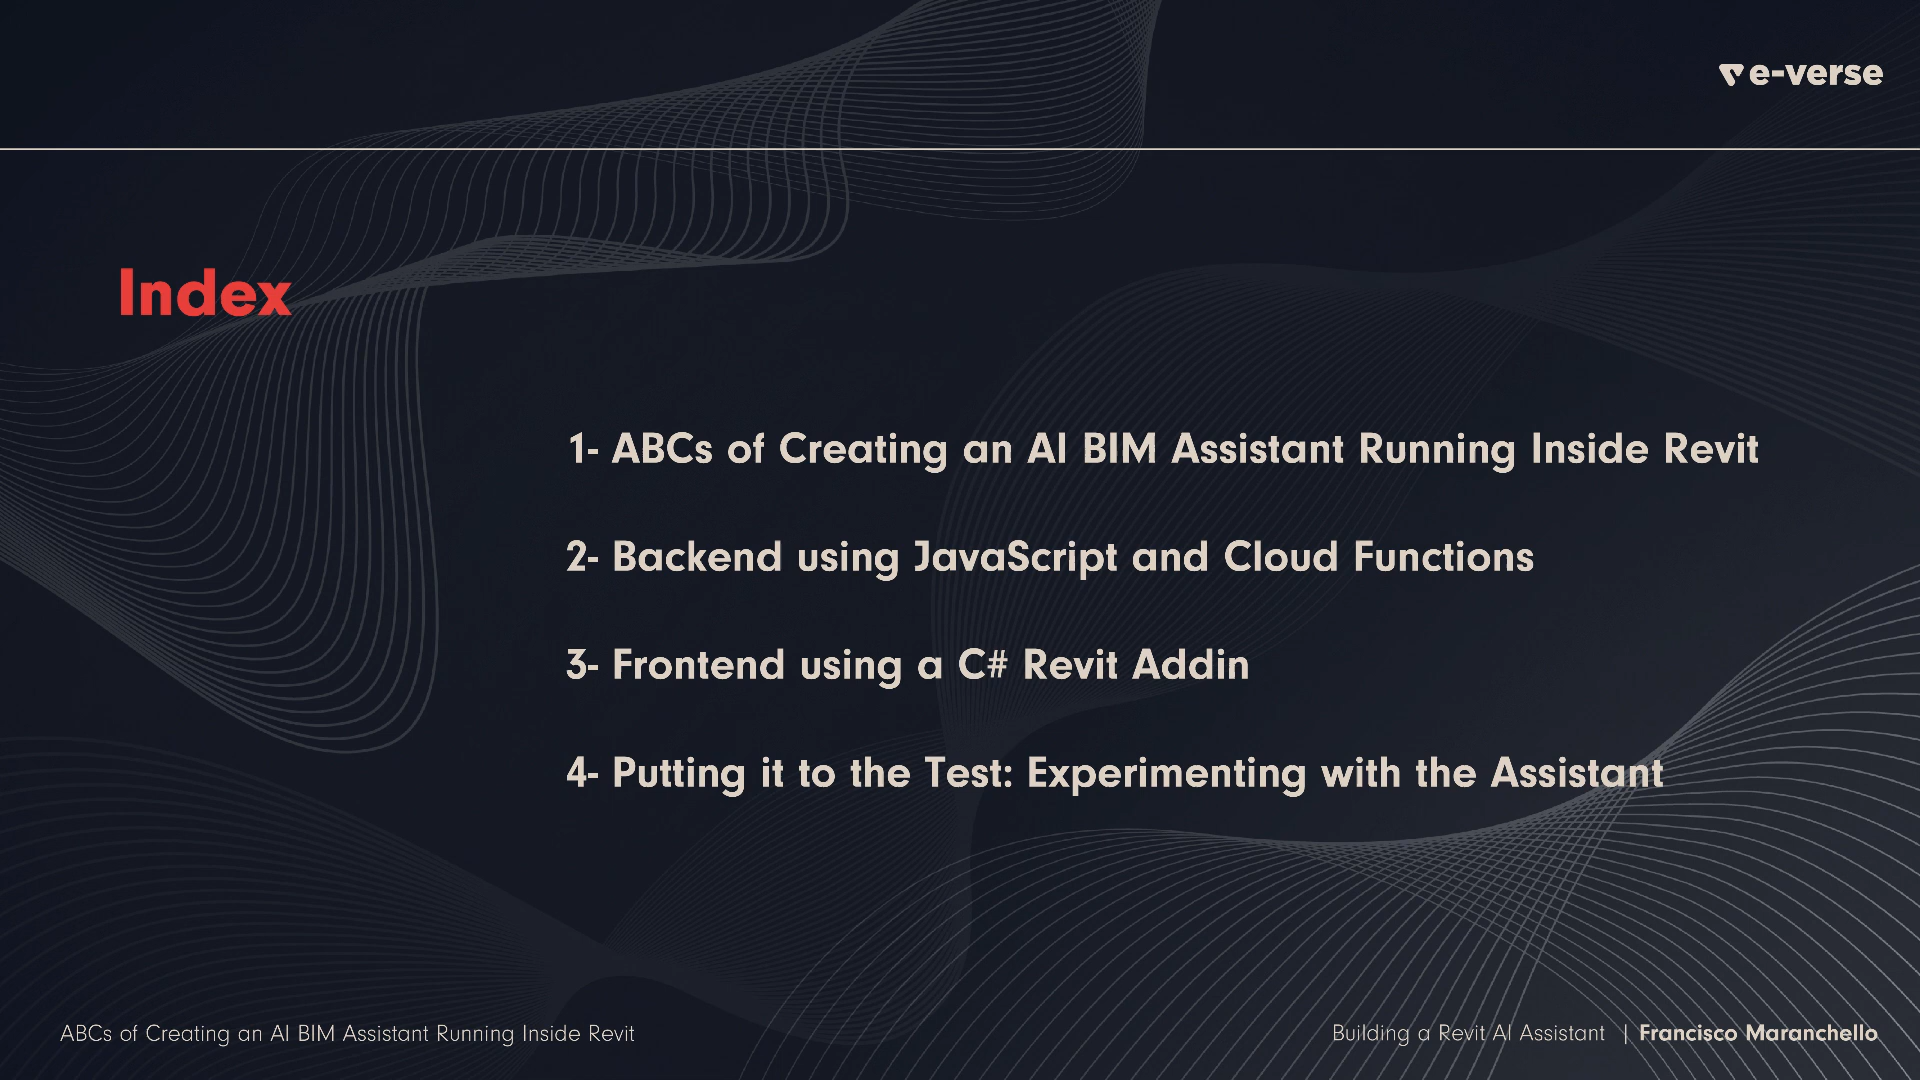 e-verse
Index
1- ABCs of Creating an AI BIM Assistant Running Inside Revit
2- Backend using JavaScript and Cloud Functions
3- Frontend using a C# Revit Addin
4- Putting it to the Test: Experimenting with the Assistant
ABCs of Creating an AI BIM Assistant Running Inside Revit
Building a Revit AI Assistant | Francisco Maranchello